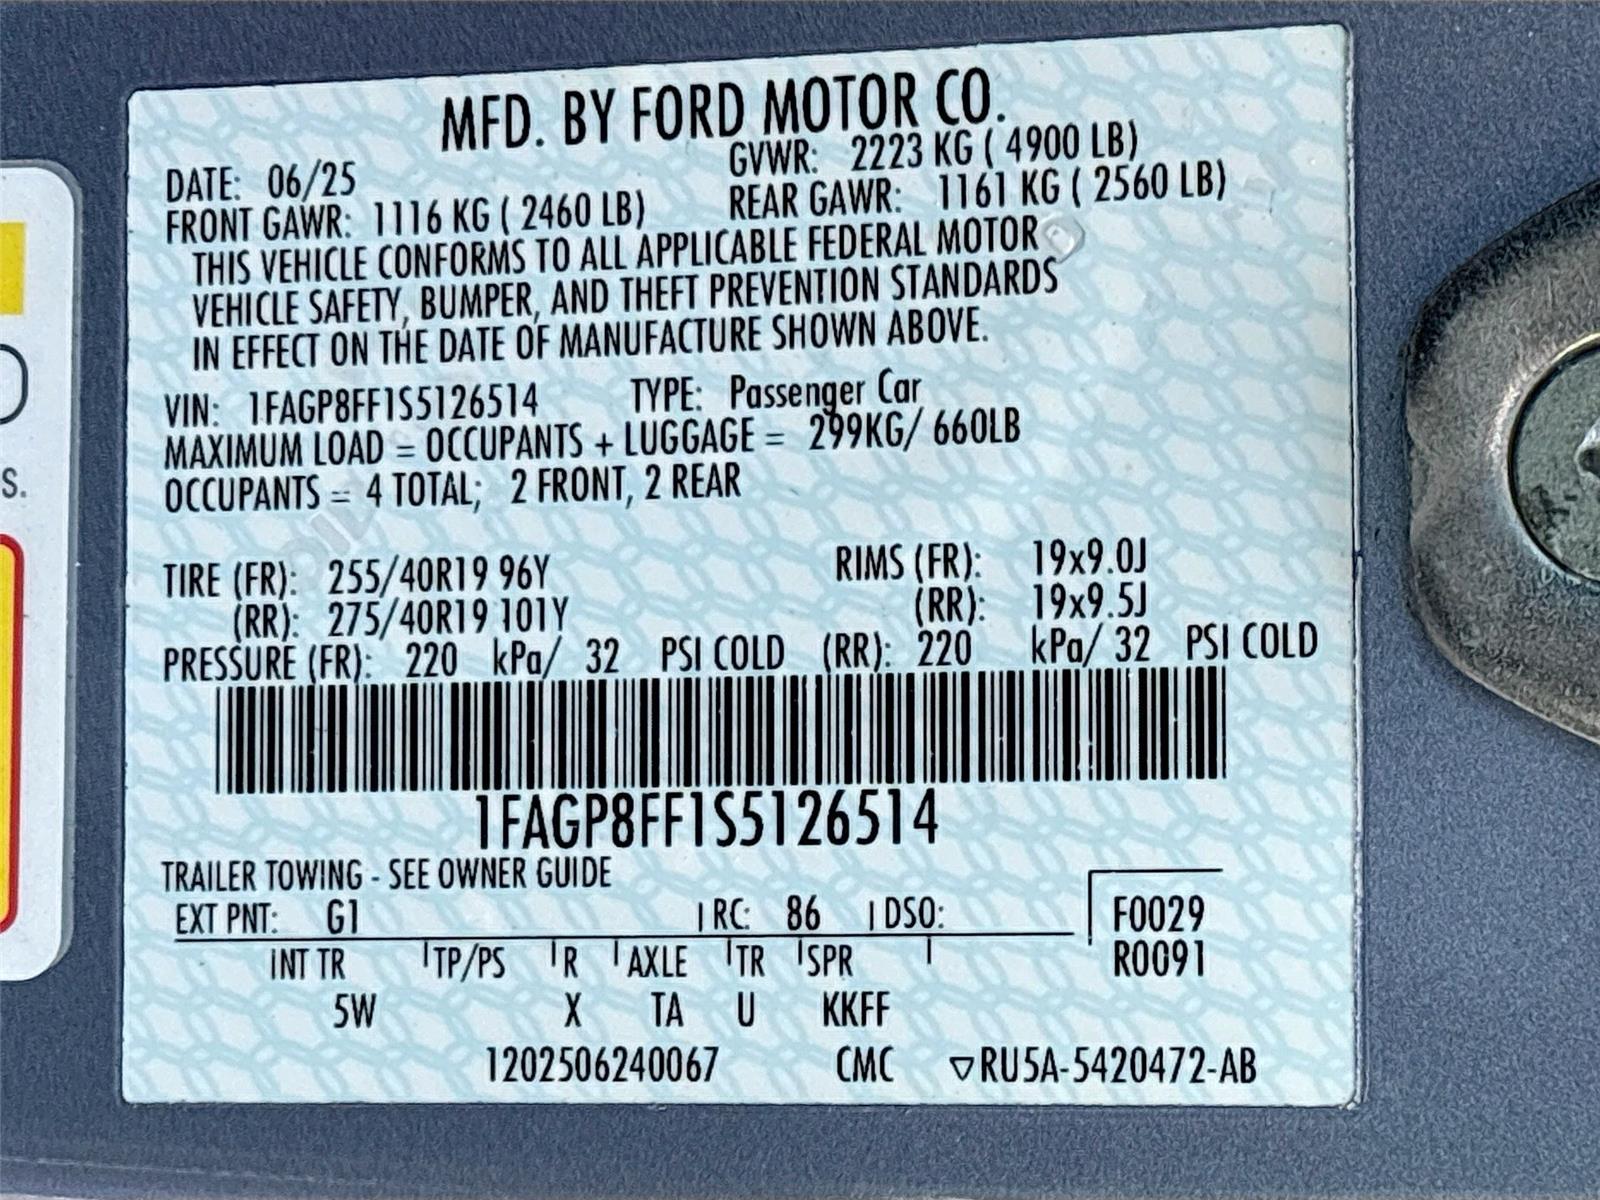 MFD. BY FORD MOTOR CO.
DATE: 06/25 GVWR: 2223 KG ( 4900 LB)
FRONT GAWR: 1116 KG ( 2460 LB) REAR GAWR: 1161 KG ( 2560 LB)
THIS VEHICLE CONFORMS TO ALL APPLICABLE FEDERAL MOTOR
VEHICLE SAFETY, BUMPER, AND THEFT PREVENTION STANDARDS
IN EFFECT ON THE DATE OF MANUFACTURE SHOWN ABOVE.
VIN: 1FAGP8FF1S5126514 TYPE: Passenger Car
MAXIMUM LOAD = OCCUPANTS + LUGGAGE = 299KG/ 660LB
OCCUPANTS = 4 TOTAL; 2 FRONT, 2 REAR
TIRE (FR): 255/40R19 96Y RIMS (FR): 19x9.0J
(RR): 275/40R19 101Y (RR): 19x9.5J
PRESSURE (FR): 220 kPa/ 32 PSI COLD (RR): 220 kPa/ 32 PSI COLD
1FAGP8FF1S5126514
TRAILER TOWING - SEE OWNER GUIDE
EXT PNT: G1 RC: 86 DSO: F0029
INT TR TP/PS R AXLE TR SPR R0091
5W X TA U KKFF
1202506240067 CMC ▽RU5A-5420472-AB
S.